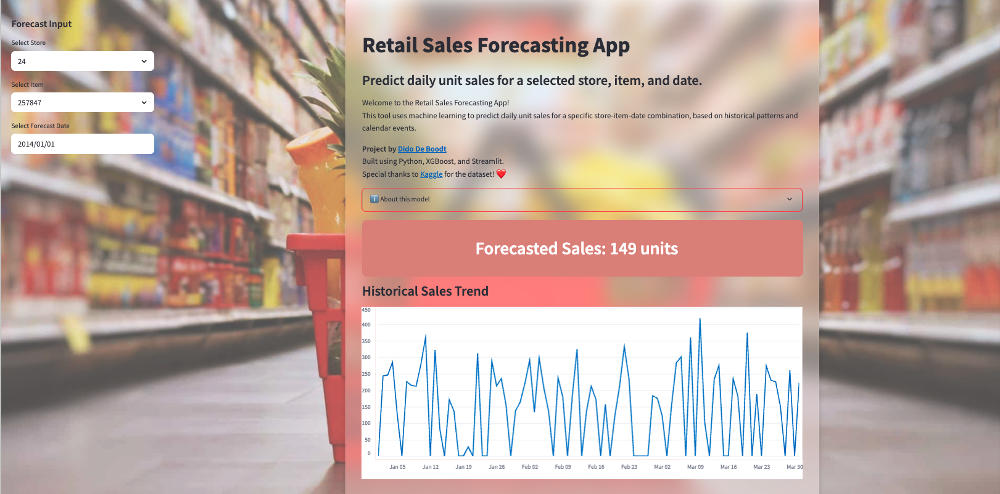 Forecast Input
Select Store
24
Select Item
257847
Select Forecast Date
2014/01/01
Retail Sales Forecasting App
Predict daily unit sales for a selected store, item, and date.
Welcome to the Retail Sales Forecasting App!
This tool uses machine learning to predict daily unit sales for a specific store-item-date combination, based on historical patterns and
calendar events.
Project by Dido De Boodt
Built using Python, XGBoost, and Streamlit.
Special thanks to Kaggle for the dataset! ❤️
ℹ️ About this model
Forecasted Sales: 149 units
Historical Sales Trend
450
400
350
300
250
200
150
100
50
0
Jan 05 Jan 12 Jan 19 Jan 26 Feb 02 Feb 09 Feb 16 Feb 23 Mar 02 Mar 09 Mar 16 Mar 23 Mar 30